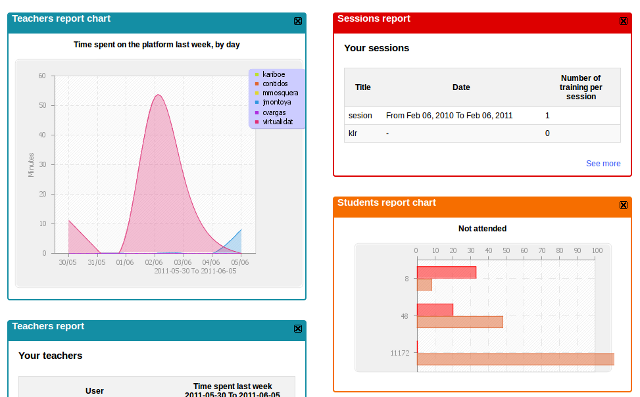 Teachers report chart
Time spent on the platform last week, by day
kariboe
contidos
mmosquera
jmontoya
cvargas
virtualidat
60
50
40
30
20
10
0
Minutes
30/05 31/05 01/06 02/06 03/06 04/06 05/06
2011-05-30 To 2011-06-05
Teachers report
Your teachers
User
Time spent last week
2011-05-30 To 2011-06-05
Sessions report
Your sessions
Title Date Number of training per session
sesion From Feb 06, 2010 To Feb 06, 2011 1
klr - 0
See more
Students report chart
Not attended
0 10 20 30 40 50 60 70 80 90 100
8
48
11172